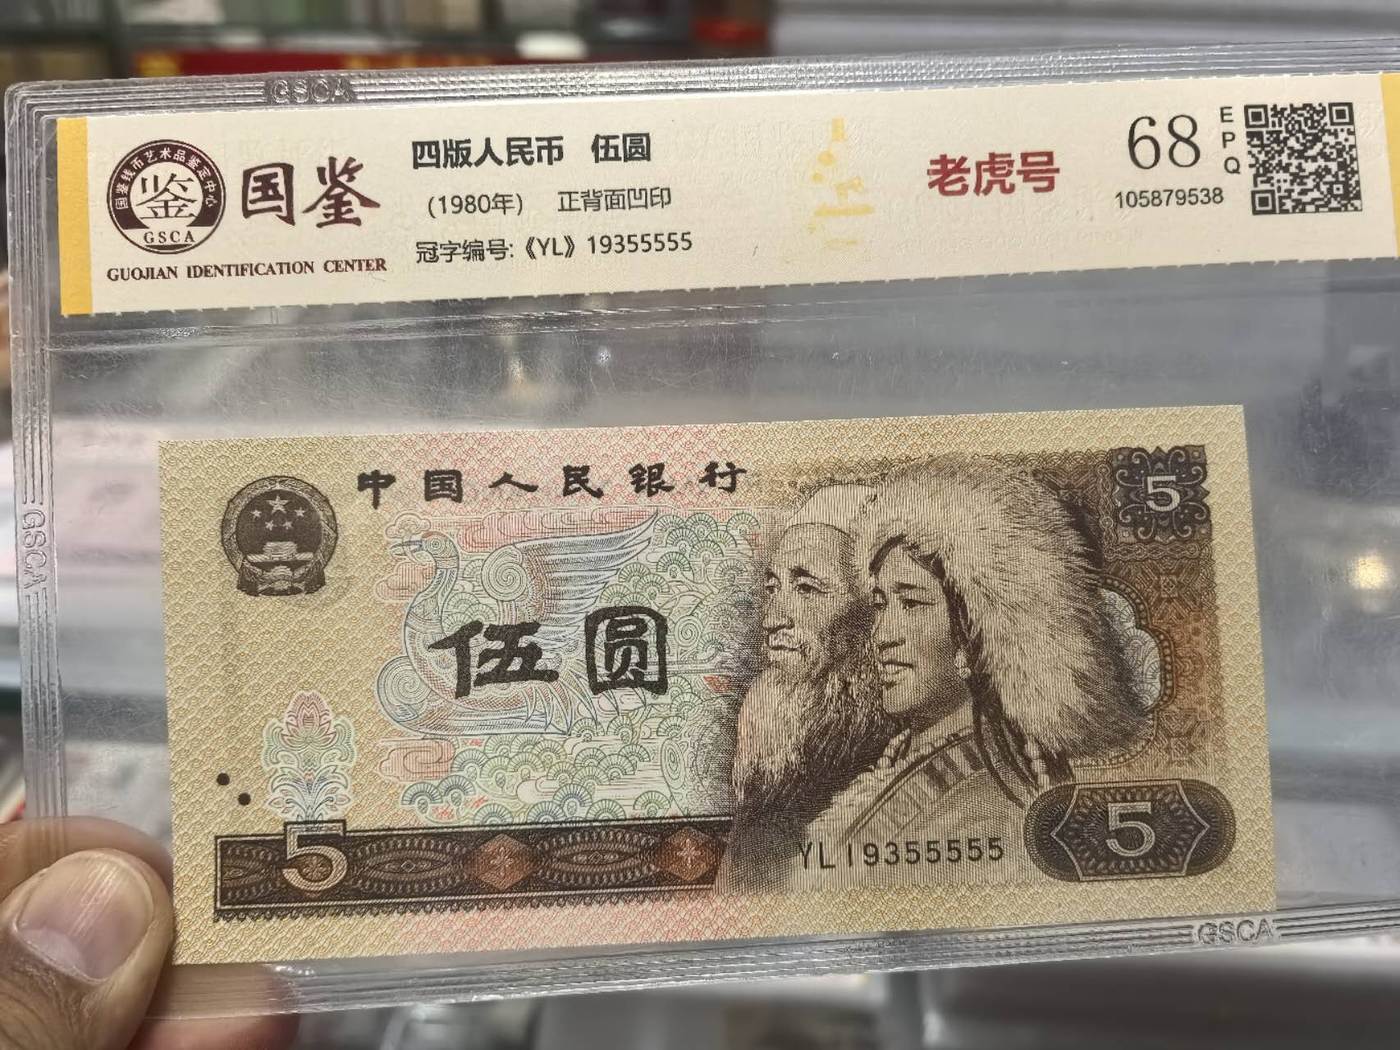 GSCA
国鉴钱币艺术品鉴定中心
鉴
GSCA
国鉴
GUOJIAN IDENTIFICATION CENTER
四版人民币 伍圆
(1980年) 正背面凹印
冠字编号:《YL》19355555
老虎号
68
EPQ
105879538
中国人民银行
5
伍圆
5
YL19355555
5
GSCA
GSCA